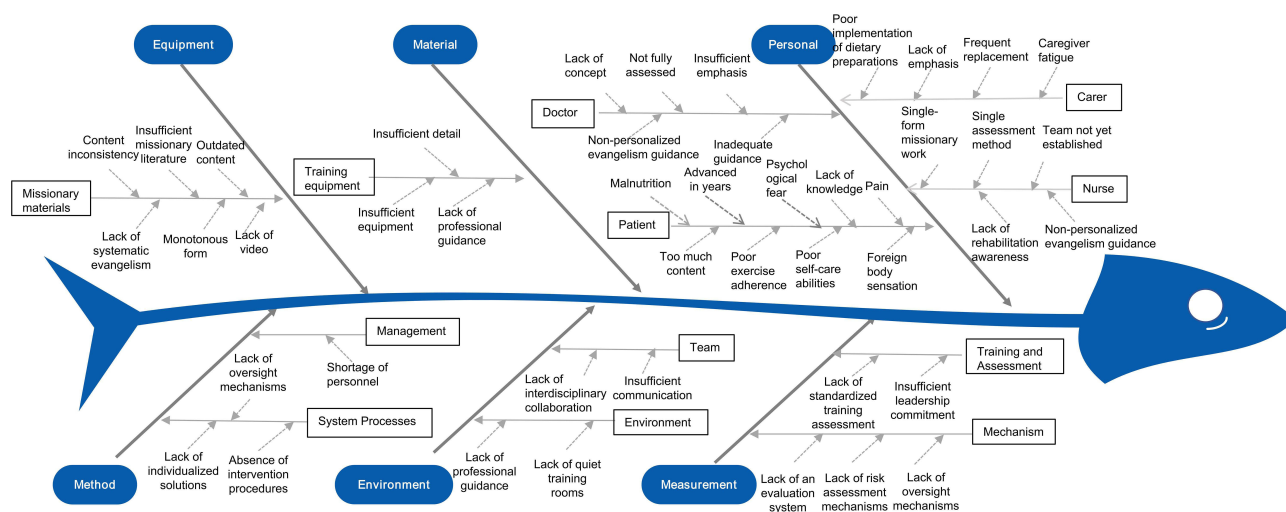 Equipment
Material
Personal
Poor
implementation
of dietary
preparations
Lack of
emphasis
Frequent
replacement
Caregiver
fatigue
Carer
Lack of
concept
Not fully
assessed
Insufficient
emphasis
Doctor
Non-personalized
evangelism guidance
Inadequate
guidance
Single-
form
missionary
work
Single
assessment
method
Team not yet
established
Nurse
Lack of
rehabilitation
awareness
Non-personalized
evangelism guidance
Content
inconsistency
Insufficient
missionary
literature
Outdated
content
Missionary
materials
Lack of
systematic
evangelism
Monotonous
form
Lack of
video
Insufficient detail
Training
equipment
Insufficient
equipment
Lack of
professional
guidance
Malnutrition
Advanced
in years
Psychol
ogical
fear
Lack of
knowledge
Pain
Patient
Too much
content
Poor
exercise
adherence
Poor
self-care
abilities
Foreign
body
sensation
Management
Lack of
oversight
mechanisms
Shortage of
personnel
System Processes
Lack of
individualized
solutions
Absence of
intervention
procedures
Method
Team
Lack of
interdisciplinary
collaboration
Insufficient
communication
Environment
Lack of
professional
guidance
Lack of quiet
training
rooms
Environment
Training and
Assessment
Lack of
standardized
training
assessment
Insufficient
leadership
commitment
Mechanism
Lack of an
evaluation
system
Lack of risk
assessment
mechanisms
Lack of
oversight
mechanisms
Measurement